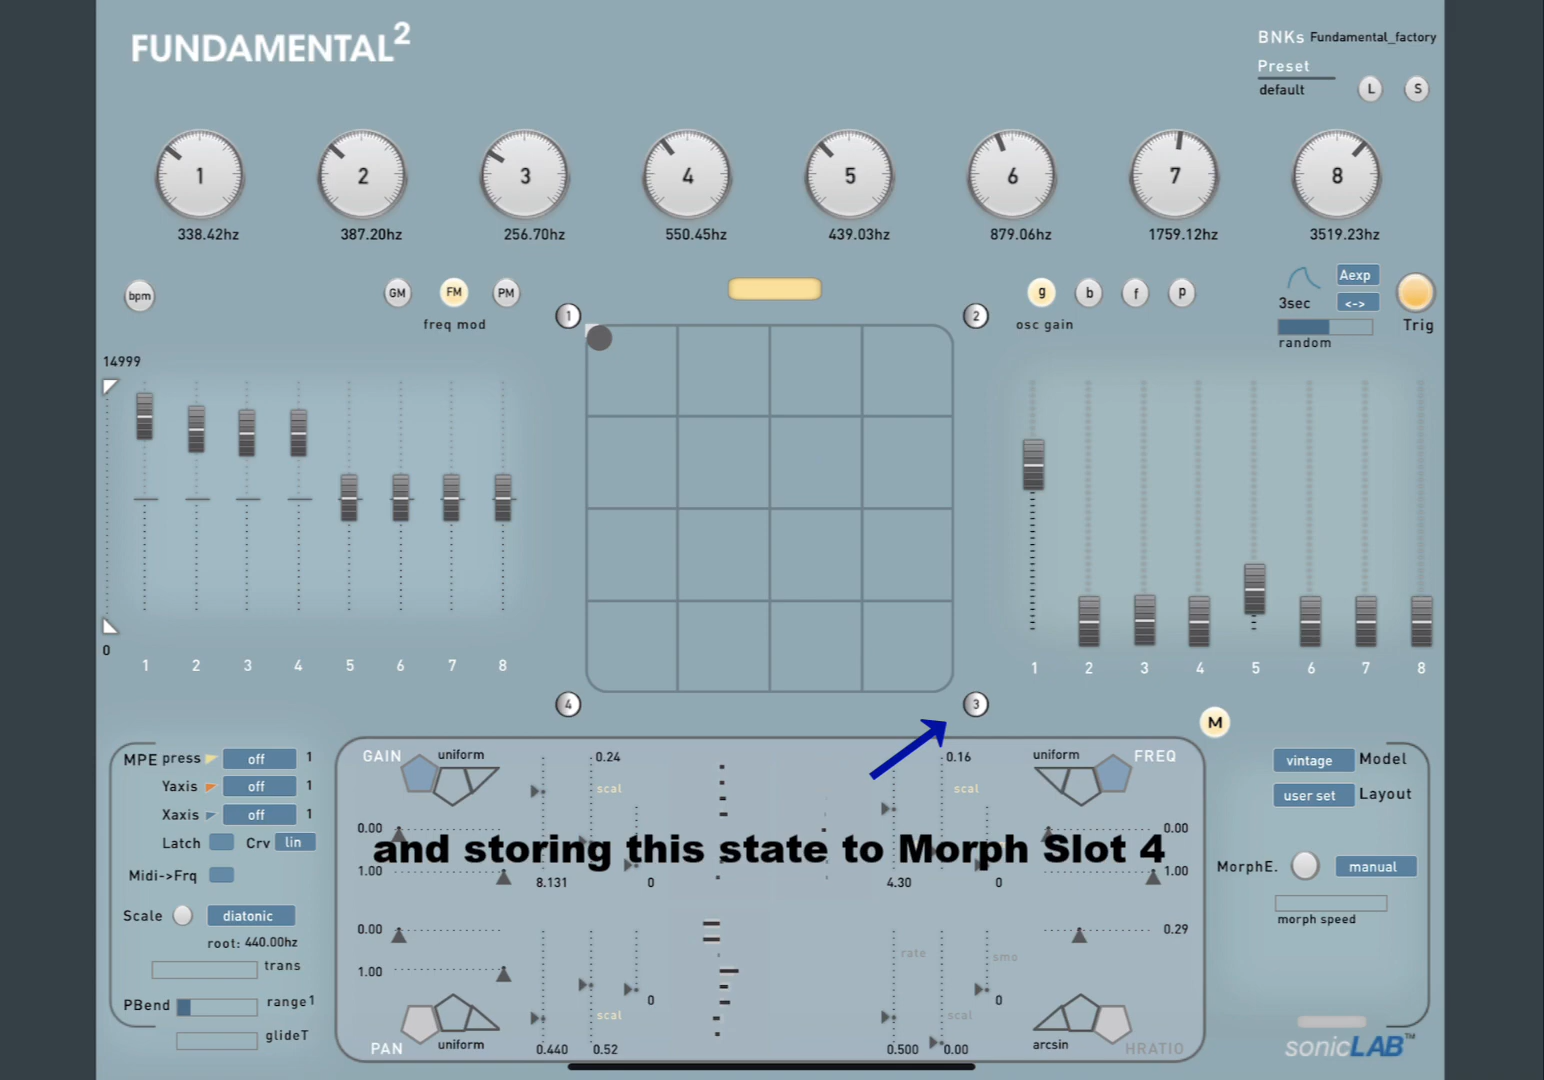 FUNDAMENTAL²
BNKs Fundamental_factory
Preset
default L S
1 2 3 4 5 6 7 8
338.42hz 387.20hz 256.70hz 550.45hz 439.03hz 879.06hz 1759.12hz 3519.23hz
bpm GM FM PM
freq mod
1 2
g b f p
osc gain
Aexp
3sec <->
random
Trig
14999
0
1 2 3 4 5 6 7 8
1 2 3 4 5 6 7 8
4 3
M
MPE press off 1
Yaxis off 1
Xaxis off 1
Latch Crv lin
Midi->Frq
Scale diatonic
root: 440.00hz
trans
PBend range1
glideT
GAIN uniform 0.24 0.16 uniform FREQ
scal scal
0.00 0.00
and storing this state to Morph Slot 4
1.00 8.131 0 4.30 0 1.00
0.00 0.29
rate smo
1.00 0 0
scal scal
PAN uniform 0.440 0.52 0.500 0.00 arcsin HRATIO
vintage Model
user set Layout
MorphE. manual
morph speed
sonicLAB™